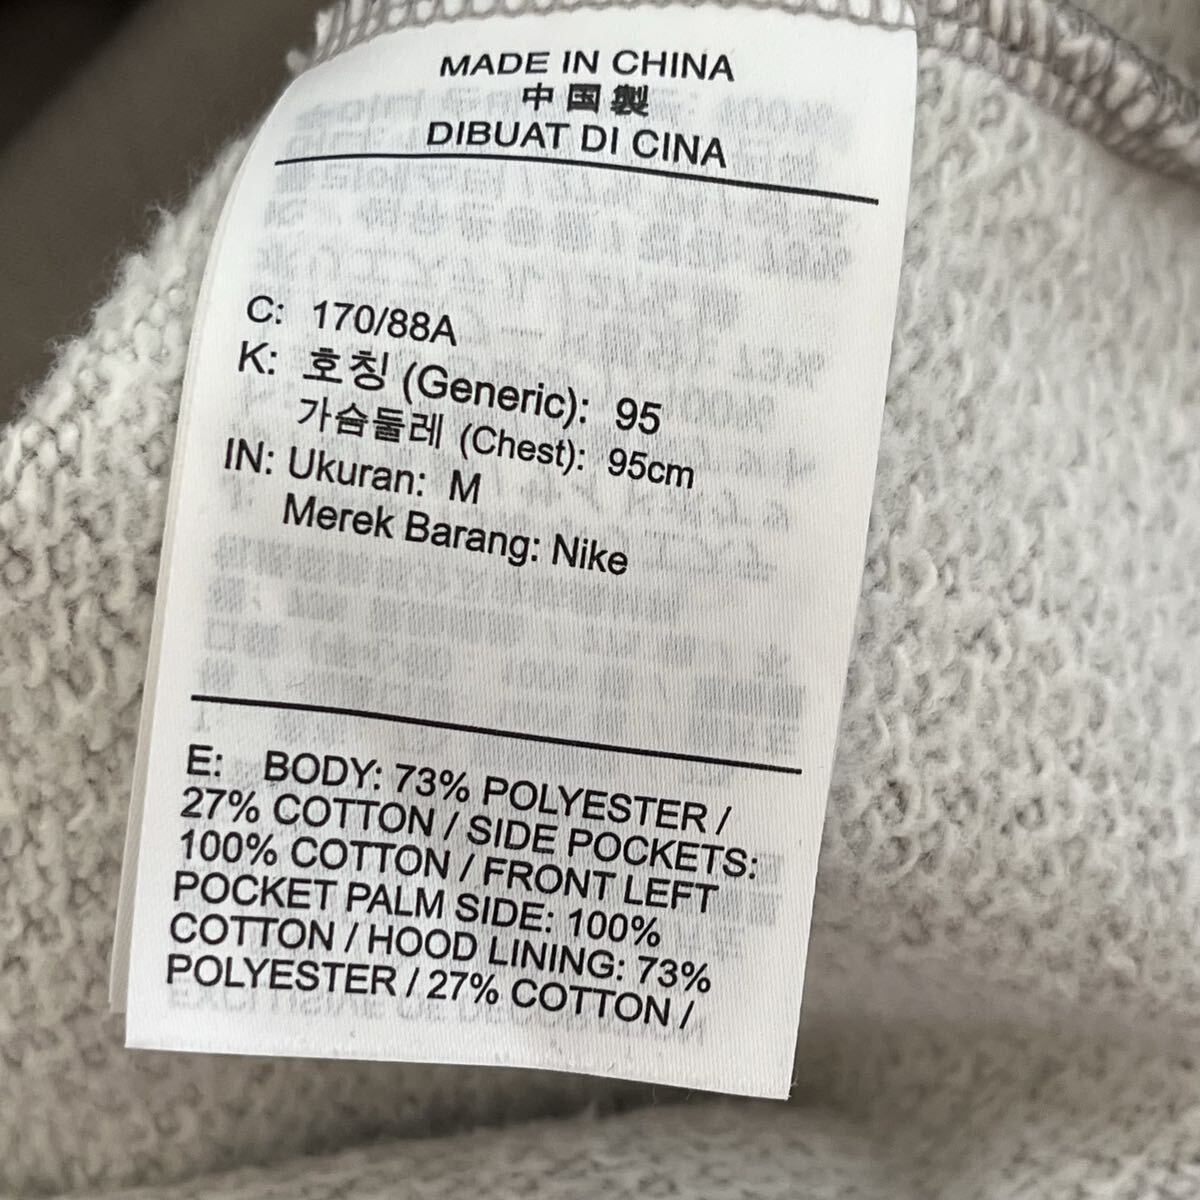 MADE IN CHINA
中国製
DIBUAT DI CINA
C: 170/88A
K: 호칭 (Generic): 95
가슴둘레 (Chest): 95cm
IN: Ukuran: M
Merek Barang: Nike
E: BODY: 73% POLYESTER /
27% COTTON / SIDE POCKETS:
100% COTTON / FRONT LEFT
POCKET PALM SIDE: 100%
COTTON / HOOD LINING: 73%
POLYESTER / 27% COTTON /